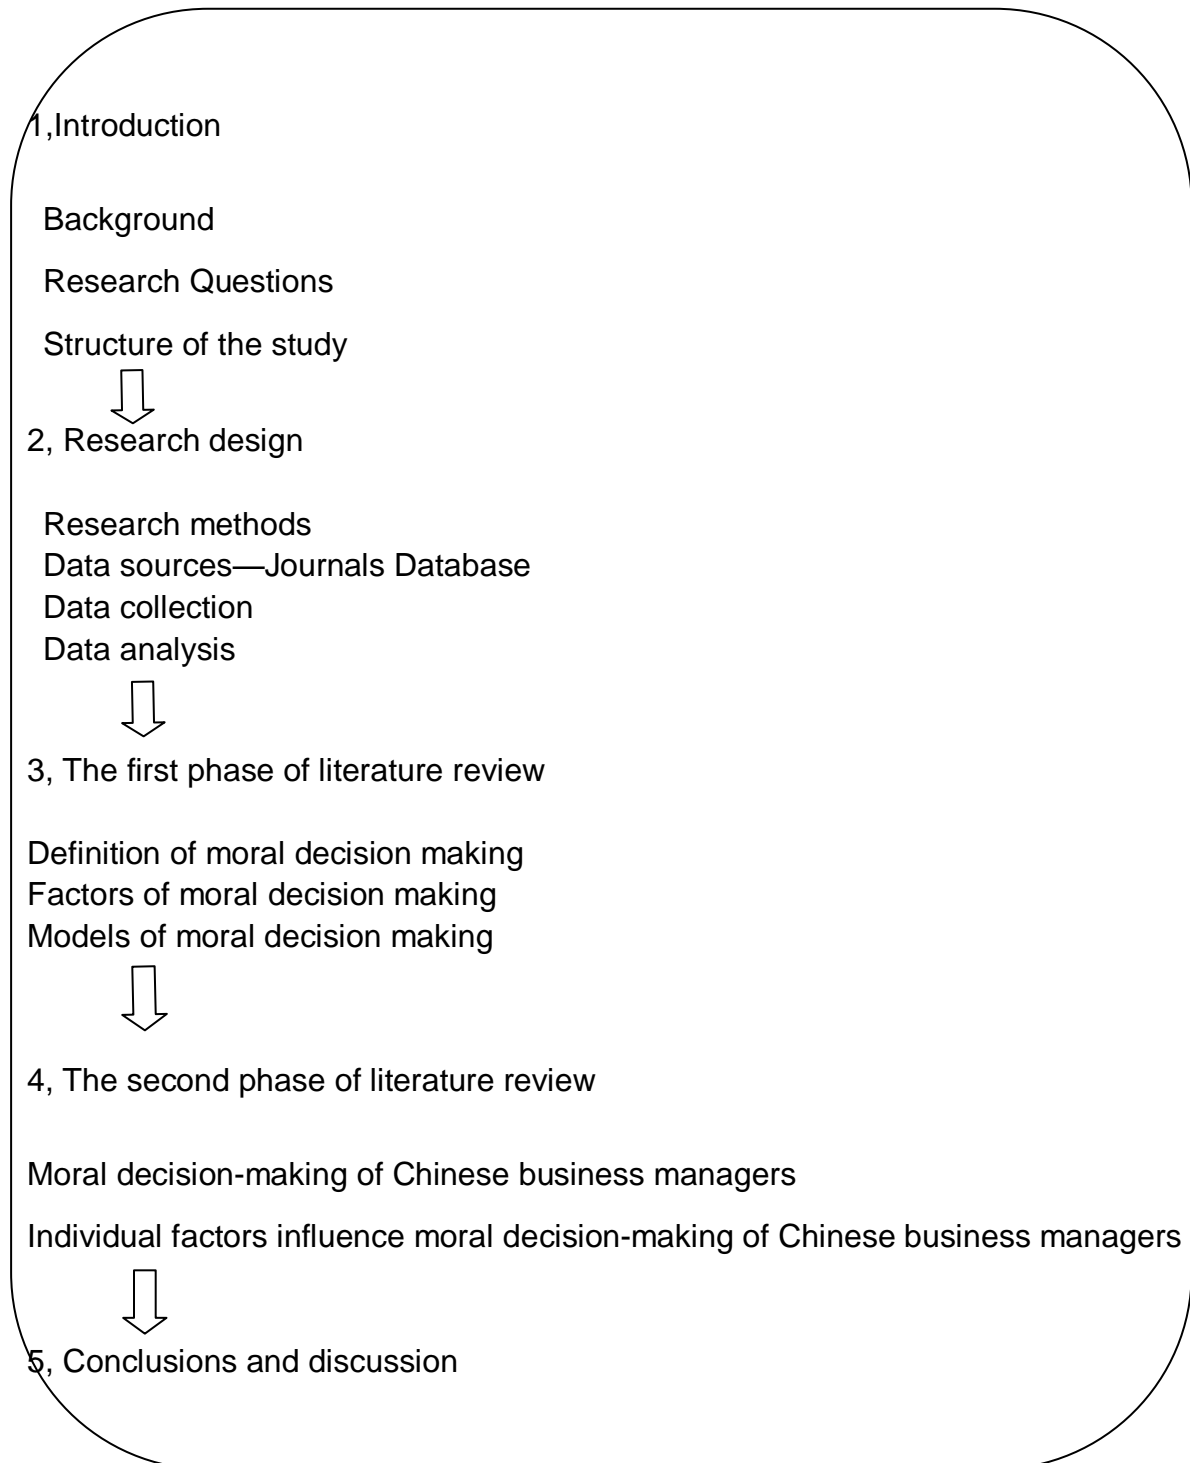 1,Introduction
Background
Research Questions
Structure of the study
2, Research design
Research methods
Data sources—Journals Database
Data collection
Data analysis
3, The first phase of literature review
Definition of moral decision making
Factors of moral decision making
Models of moral decision making
4, The second phase of literature review
Moral decision-making of Chinese business managers
Individual factors influence moral decision-making of Chinese business managers
5, Conclusions and discussion